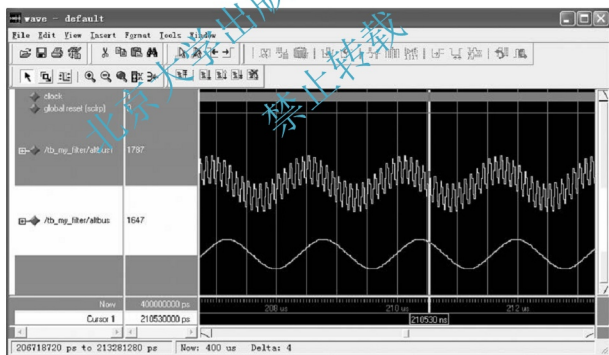 wave - default
File Edit View Insert Format Tools Window
clock
global reset (sclrp)
/tb_my_filter/altbusi 1787
/tb_my_filter/altbus 1647
Now 400000000 ps
Cursor 1 210530000 ps
208 us 210 us 212 us
210530 ns
206718720 ps to 213281280 ps Now: 400 us Delta: 4
北京大学出版
禁止转载